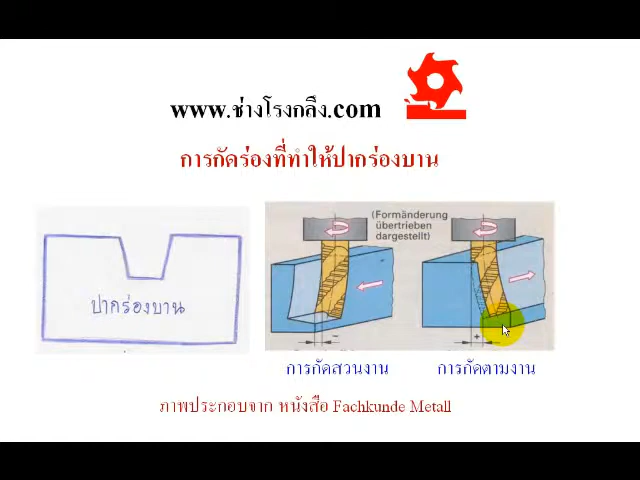 www.ช่างโรงกลึง.com
การกัดร่องที่ทำให้ปากร่องบาน
(Formänderung
übertrieben
dargestellt)
ปากร่องบาน
−
+
การกัดสวนงาน
การกัดตามงาน
ภาพประกอบจาก หนังสือ Fachkunde Metall